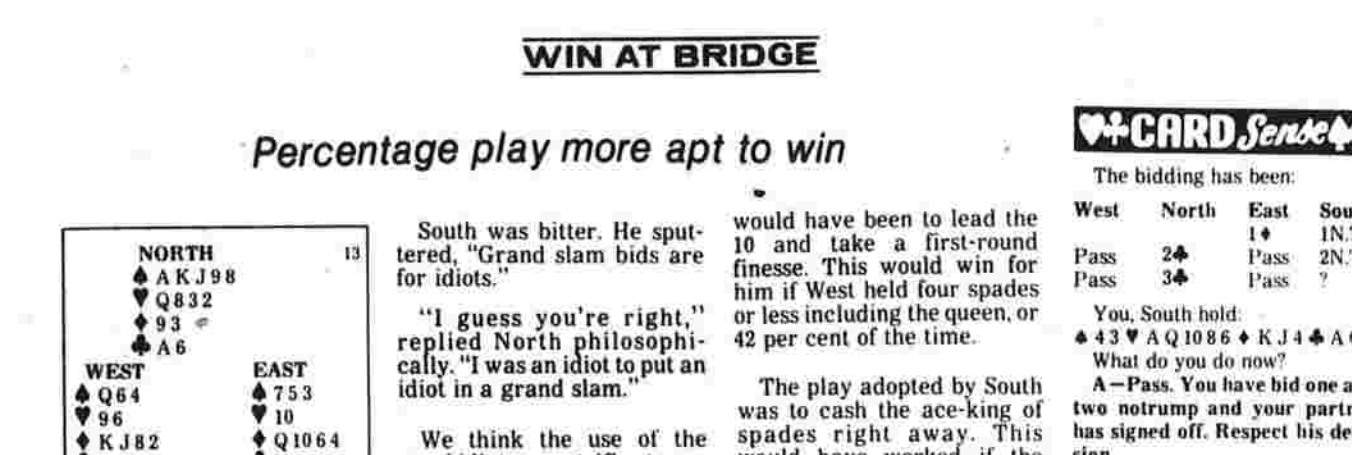 WIN AT BRIDGE
Percentage play more apt to win
NORTH 13
♠ A K J 9 8
♥ Q 8 3 2
♦ 9 3
♣ A 6
WEST EAST
♠ Q 6 4 ♠ 7 5 3
♥ 9 6 ♥ 10
♦ K J 8 2 ♦ Q 10 6 4
South was bitter. He sput-
tered, "Grand slam bids are
for idiots."
"I guess you're right,"
replied North philosophi-
cally. "I was an idiot to put an
idiot in a grand slam."
We think the use of the
would have been to lead the
10 and take a first-round
finesse. This would win for
him if West held four spades
or less including the queen, or
42 per cent of the time.
The play adopted by South
was to cash the ace-king of
spades right away. This
would have worked if the
♥♣CARD Sense♠
The bidding has been:
West North East Sou
1♦ 1N.
Pass 2♣ Pass 2N.
Pass 3♣ Pass ?
You, South hold:
♠ 4 3 ♥ A Q 10 8 6 ♦ K J 4 ♣ A
What do you do now?
A—Pass. You have bid one a
two notrump and your partn
has signed off. Respect his de